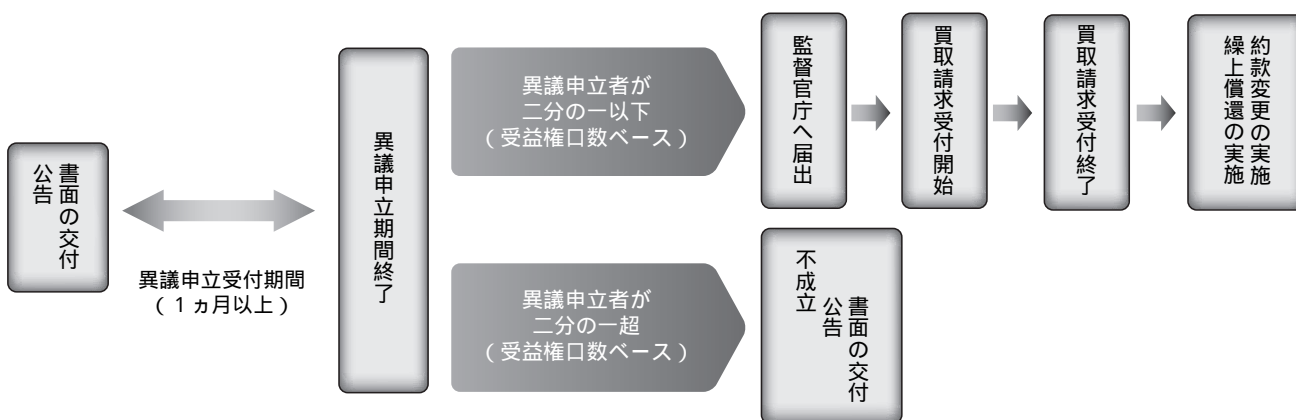 書面の交付
公告
異議申立受付期間
（１ヵ月以上）
異議申立期間終了
異議申立者が
二分の一以下
（受益権口数ベース）
監督官庁へ届出
買取請求受付開始
買取請求受付終了
約款変更の実施
繰上償還の実施
異議申立者が
二分の一超
（受益権口数ベース）
書面の交付
公告
不成立